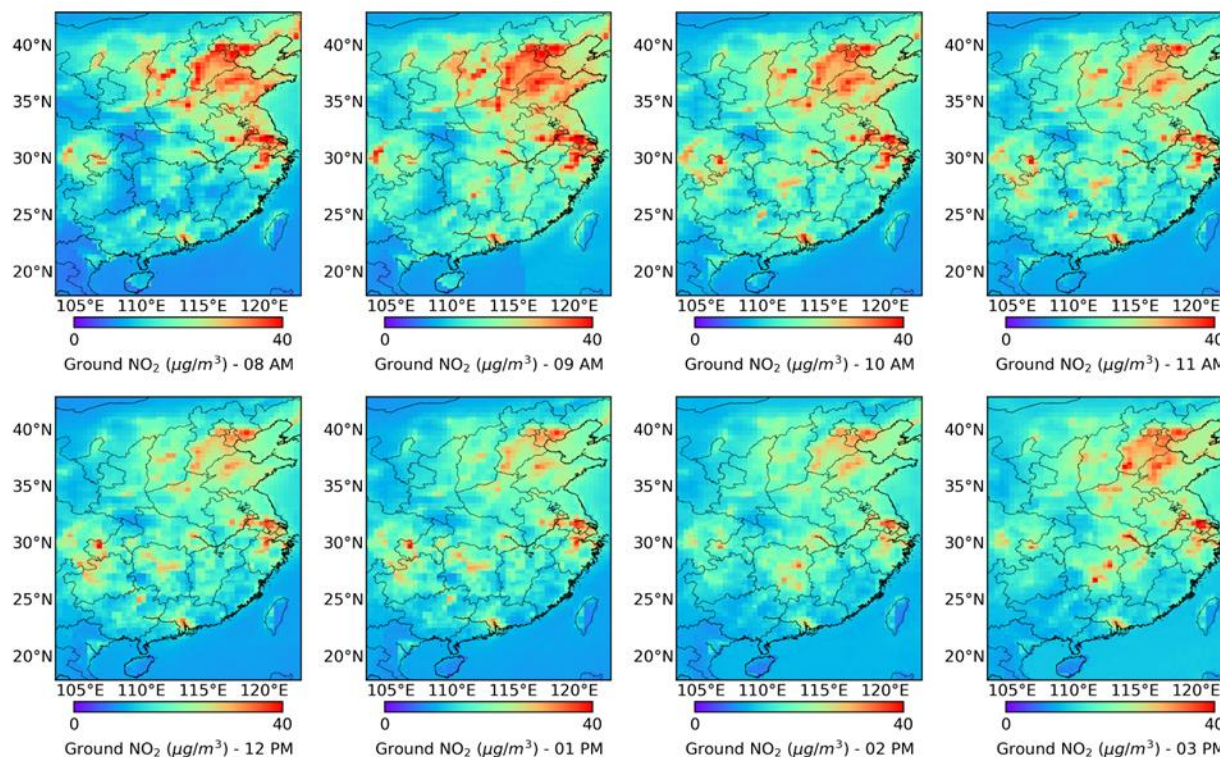 40°N
35°N
30°N
25°N
20°N
105°E 110°E 115°E 120°E
0 40
Ground NO₂ (μg/m³) - 08 AM
40°N
35°N
30°N
25°N
20°N
105°E 110°E 115°E 120°E
0 40
Ground NO₂ (μg/m³) - 09 AM
40°N
35°N
30°N
25°N
20°N
105°E 110°E 115°E 120°E
0 40
Ground NO₂ (μg/m³) - 10 AM
40°N
35°N
30°N
25°N
20°N
105°E 110°E 115°E 120°E
0 40
Ground NO₂ (μg/m³) - 11 AM
40°N
35°N
30°N
25°N
20°N
105°E 110°E 115°E 120°E
0 40
Ground NO₂ (μg/m³) - 12 PM
40°N
35°N
30°N
25°N
20°N
105°E 110°E 115°E 120°E
0 40
Ground NO₂ (μg/m³) - 01 PM
40°N
35°N
30°N
25°N
20°N
105°E 110°E 115°E 120°E
0 40
Ground NO₂ (μg/m³) - 02 PM
40°N
35°N
30°N
25°N
20°N
105°E 110°E 115°E 120°E
0 40
Ground NO₂ (μg/m³) - 03 PM